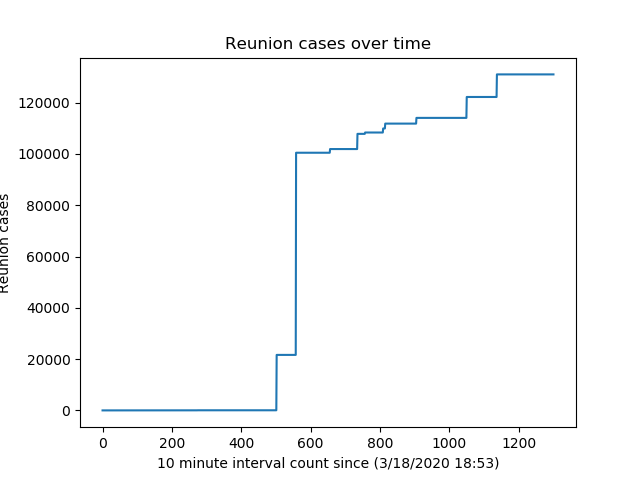 Reunion cases over time
120000
100000
80000
60000
40000
20000
0
Reunion cases
0 200 400 600 800 1000 1200
10 minute interval count since (3/18/2020 18:53)